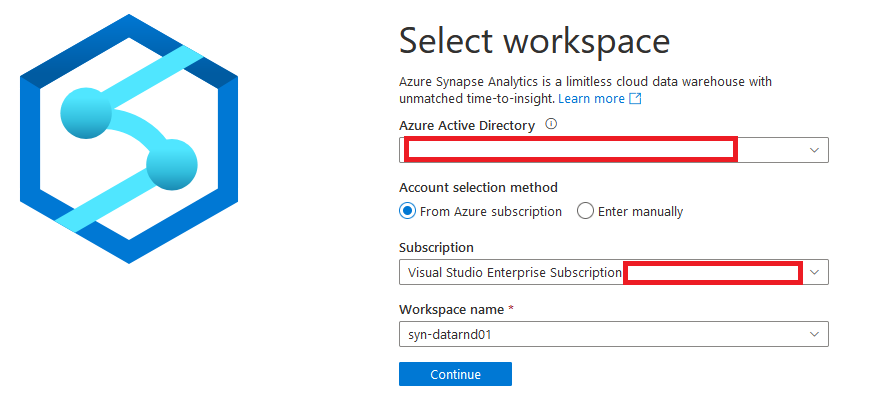 Select workspace
Azure Synapse Analytics is a limitless cloud data warehouse with
unmatched time-to-insight. Learn more
Azure Active Directory
Account selection method
From Azure subscription Enter manually
Subscription
Visual Studio Enterprise Subscription
Workspace name *
syn-datarnd01
Continue